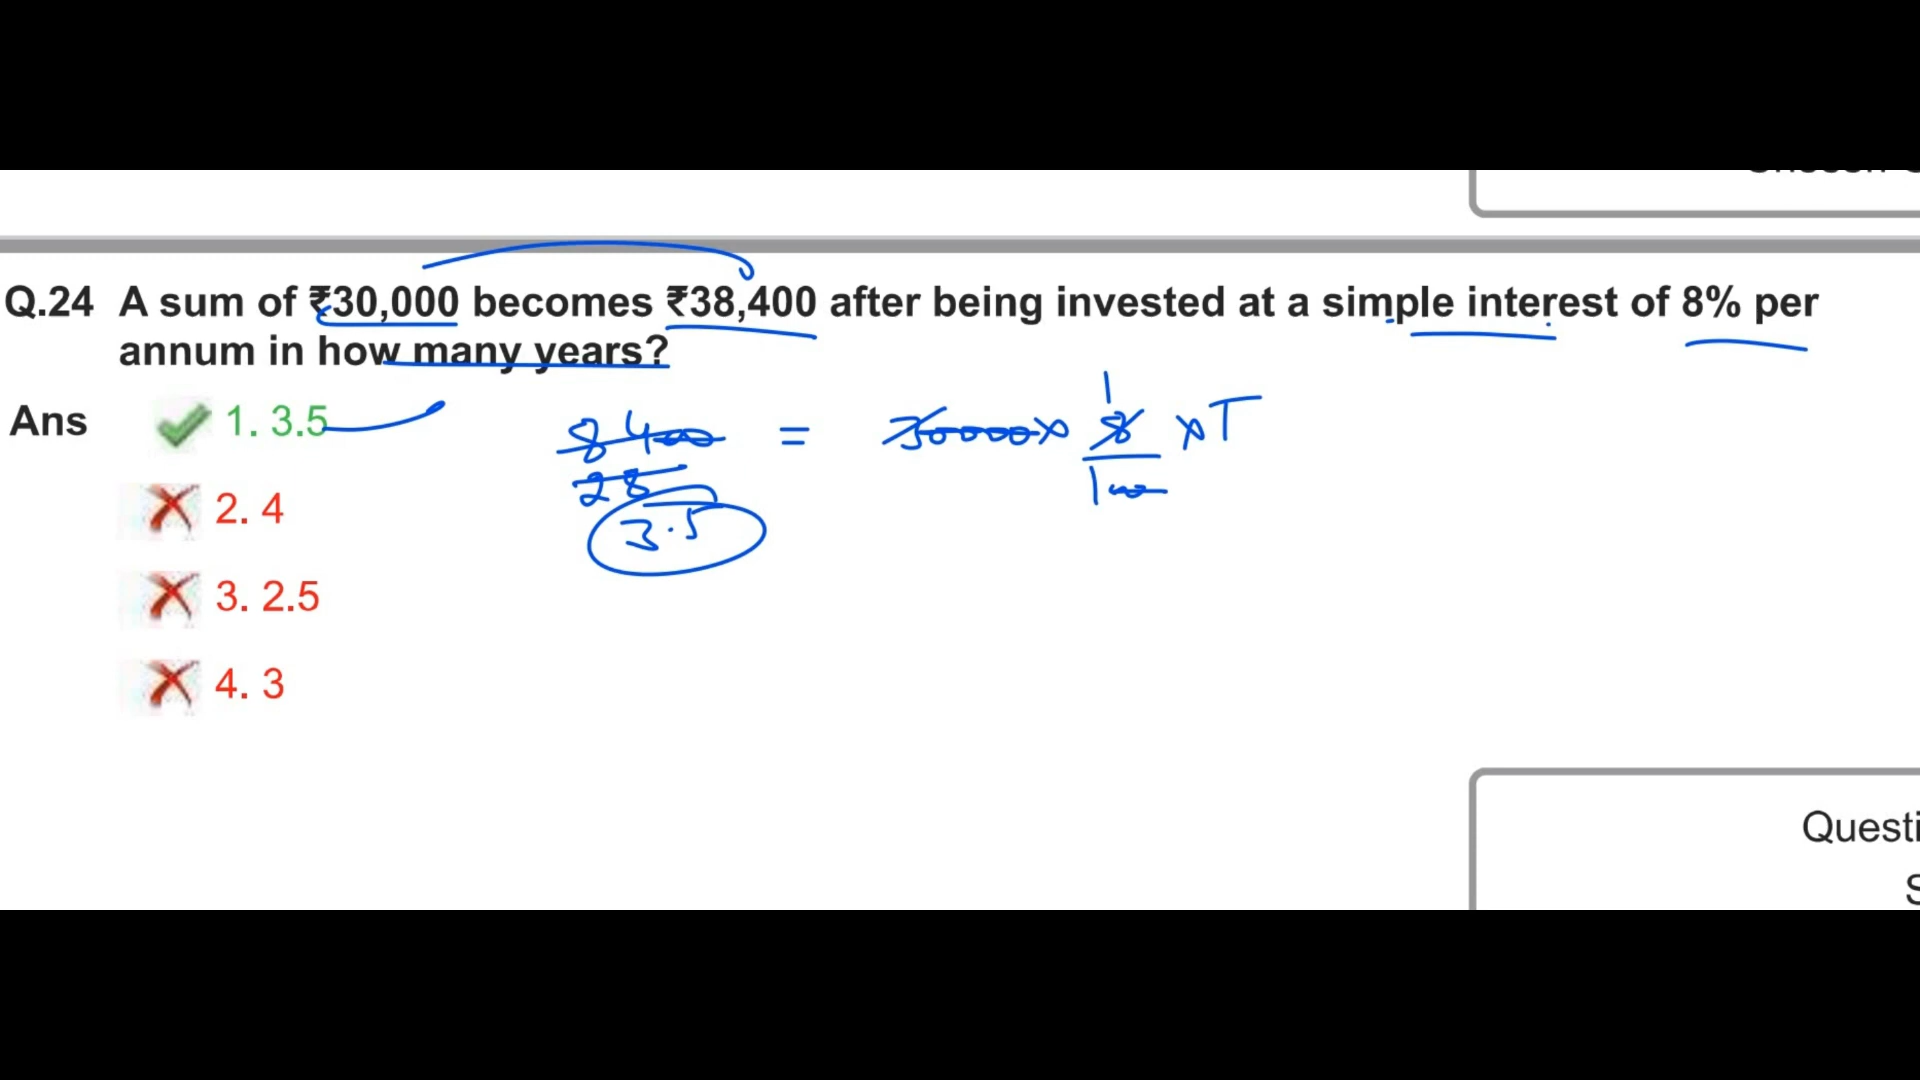 Q.24 A sum of ₹30,000 becomes ₹38,400 after being invested at a simple interest of 8% per
annum in how many years?
Ans 1. 3.5
8400 = 30000 × 8/100 × T
1
28
3.5
2. 4
3. 2.5
4. 3
Questi
S